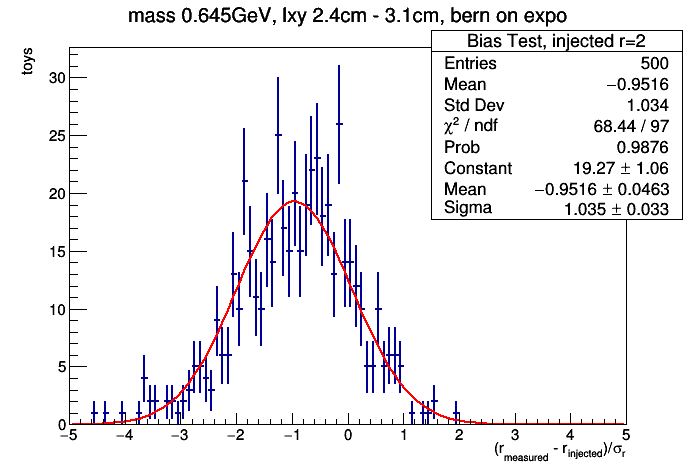 mass 0.645GeV, lxy 2.4cm - 3.1cm, bern on expo
toys
Bias Test, injected r=2
Entries 500
Mean −0.9516
Std Dev 1.034
χ² / ndf 68.44 / 97
Prob 0.9876
Constant 19.27 ± 1.06
Mean −0.9516 ± 0.0463
Sigma 1.035 ± 0.033
30
25
20
15
10
5
0
−5 −4 −3 −2 −1 0 1 2 3 4 5
(r_measured - r_injected)/σ_r